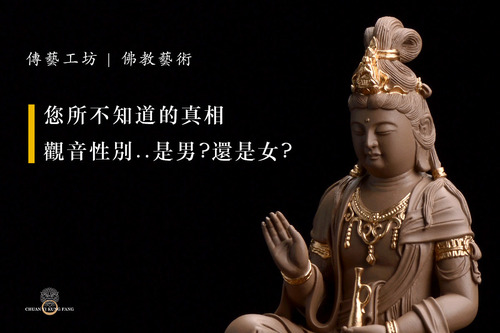 傳藝工坊 | 佛教藝術
您所不知道的真相
觀音性別..是男?還是女?
CHUAN YI KUNG FANG